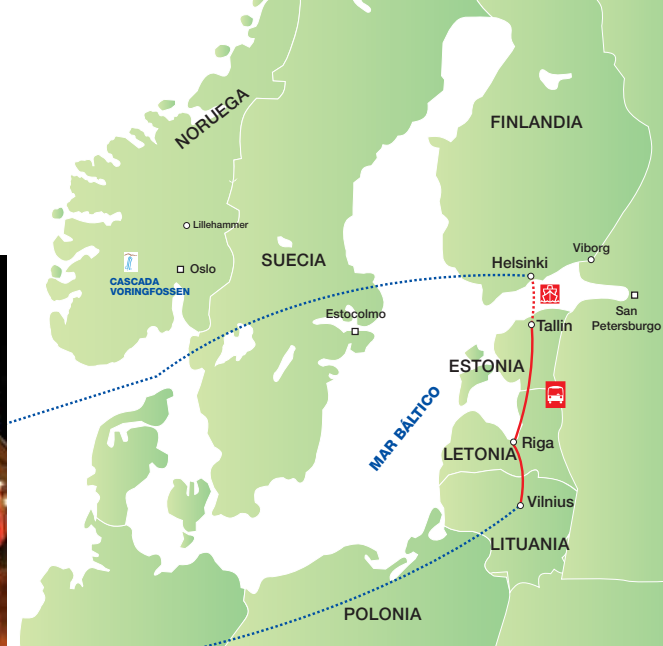 NORUEGA
FINLANDIA
Lillehammer
Viborg
SUECIA
Helsinki
Oslo
CASCADA
VORINGFOSSEN
Estocolmo
San
Petersburgo
Tallin
ESTONIA
MAR BÁLTICO
Riga
LETONIA
Vilnius
LITUANIA
POLONIA